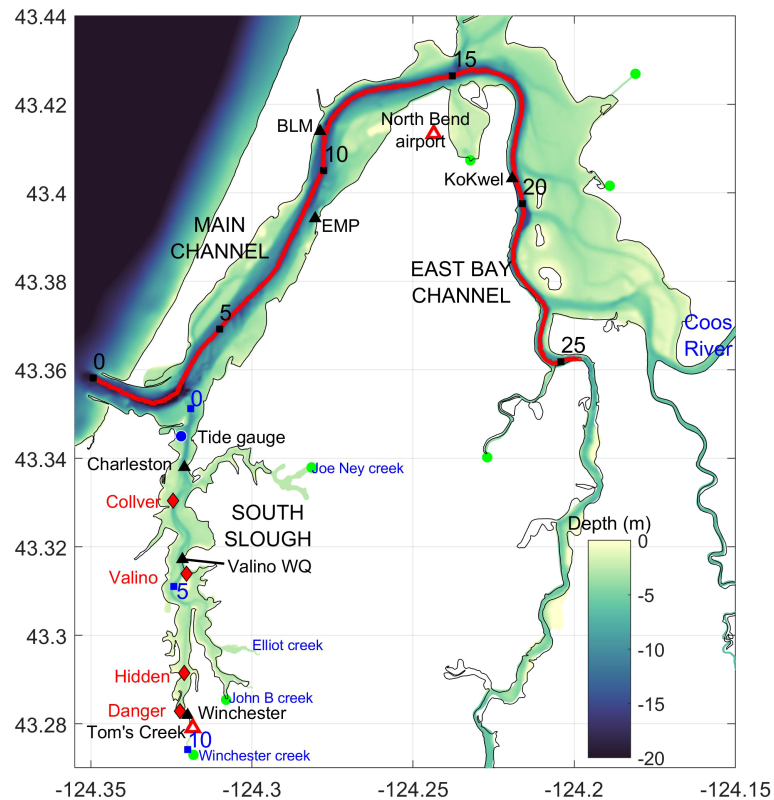 43.44
43.42
43.4
43.38
43.36
43.34
43.32
43.3
43.28
-124.35
-124.3
-124.25
-124.2
-124.15
15
North Bend
airport
BLM
10
KoKwel
20
EMP
MAIN
CHANNEL
EAST BAY
CHANNEL
5
Coos
River
25
0
0
Tide gauge
Charleston
Joe Ney creek
Collver
SOUTH
SLOUGH
Valino WQ
Valino
5
Elliot creek
Hidden
John B creek
Danger
Winchester
Tom's Creek
10
Winchester creek
Depth (m)
0
-5
-10
-15
-20